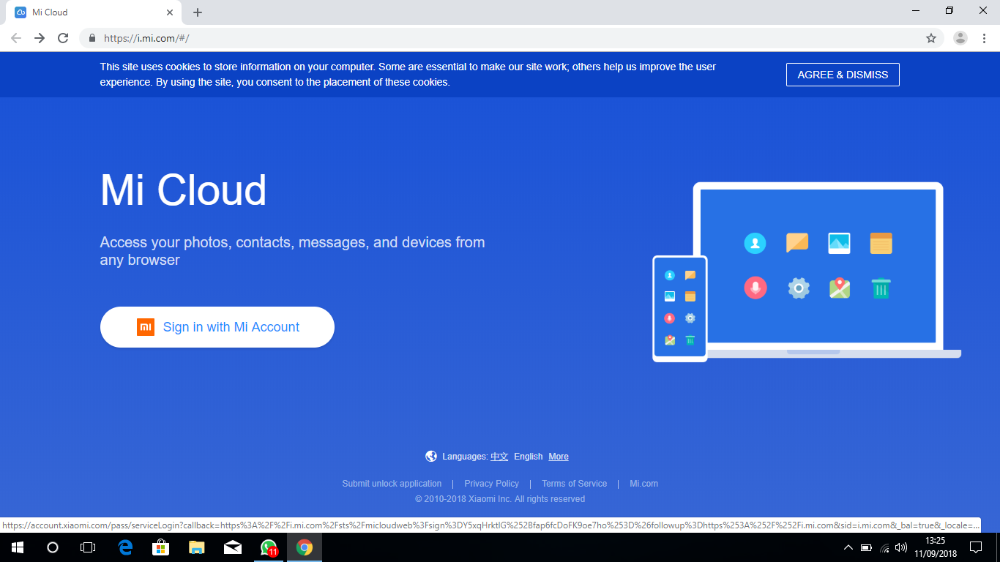 Mi Cloud
https://i.mi.com/#/
This site uses cookies to store information on your computer. Some are essential to make our site work; others help us improve the user
experience. By using the site, you consent to the placement of these cookies.
AGREE & DISMISS
Mi Cloud
Access your photos, contacts, messages, and devices from
any browser
mi Sign in with Mi Account
Languages: 中文 English More
Submit unlock application | Privacy Policy | Terms of Service | Mi.com
© 2010-2018 Xiaomi Inc. All rights reserved
https://account.xiaomi.com/pass/serviceLogin?callback=https%3A%2F%2Fi.mi.com%2Fsts%2Fmicloudweb%3Fsign%3DY5xqHrktIG%252Bfap6fcDoFK9oe7ho%253D%26followup%3Dhttps%253A%252F%252Fi.mi.com&sid=i.mi.com&_bal=true&_locale=...
11
13:25
11/09/2018